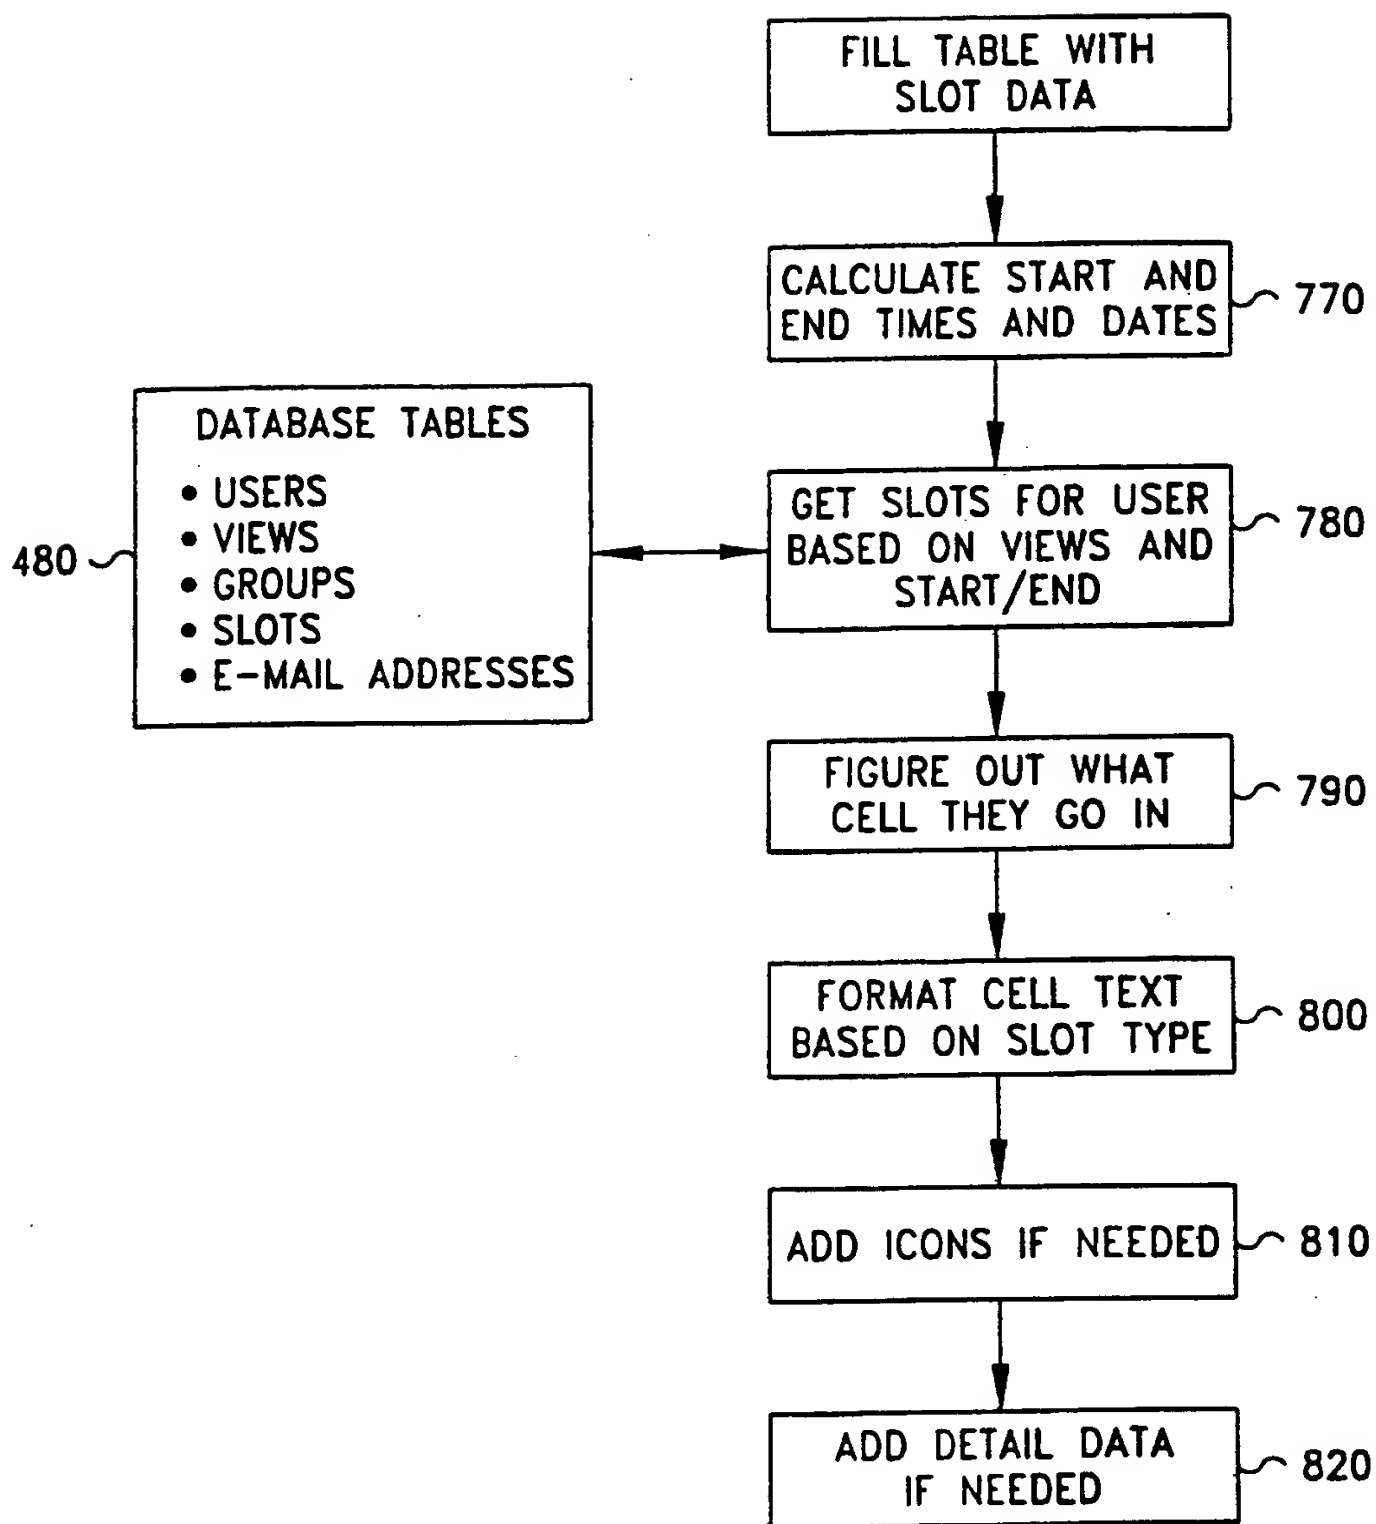 FILL TABLE WITH
SLOT DATA
CALCULATE START AND
END TIMES AND DATES
770
DATABASE TABLES
• USERS
• VIEWS
• GROUPS
• SLOTS
• E-MAIL ADDRESSES
480
GET SLOTS FOR USER
BASED ON VIEWS AND
START/END
780
FIGURE OUT WHAT
CELL THEY GO IN
790
FORMAT CELL TEXT
BASED ON SLOT TYPE
800
ADD ICONS IF NEEDED
810
ADD DETAIL DATA
IF NEEDED
820